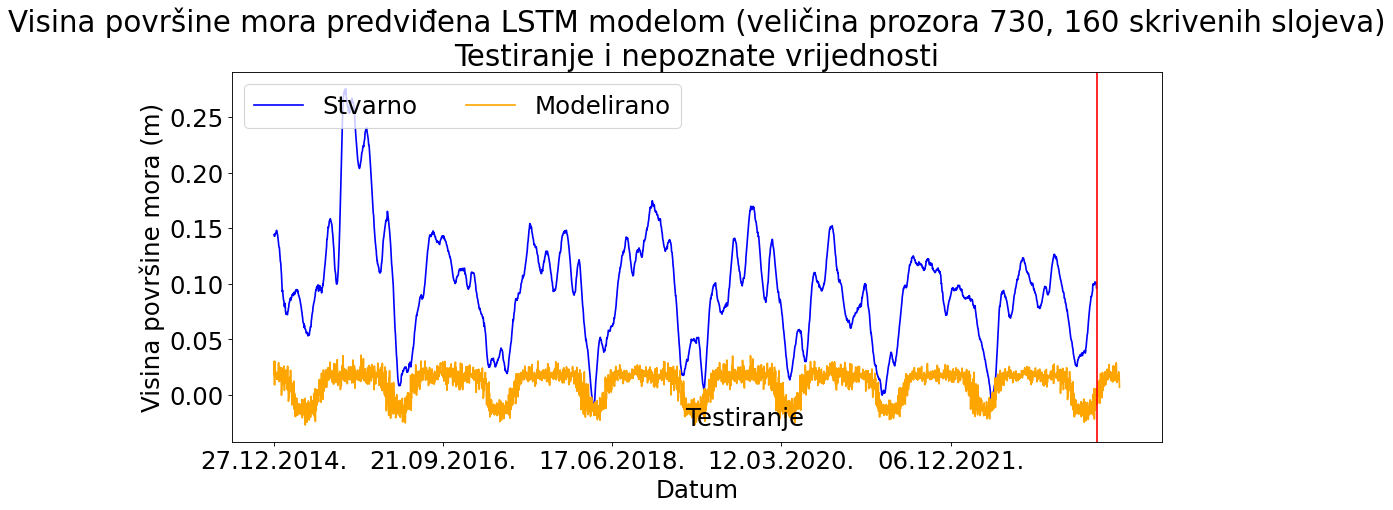 Visina površine mora predviđena LSTM modelom (veličina prozora 730, 160 skrivenih slojeva)
Testiranje i nepoznate vrijednosti
Stvarno Modelirano
Visina površine mora (m)
0.25
0.20
0.15
0.10
0.05
0.00
Testiranje
27.12.2014. 21.09.2016. 17.06.2018. 12.03.2020. 06.12.2021.
Datum